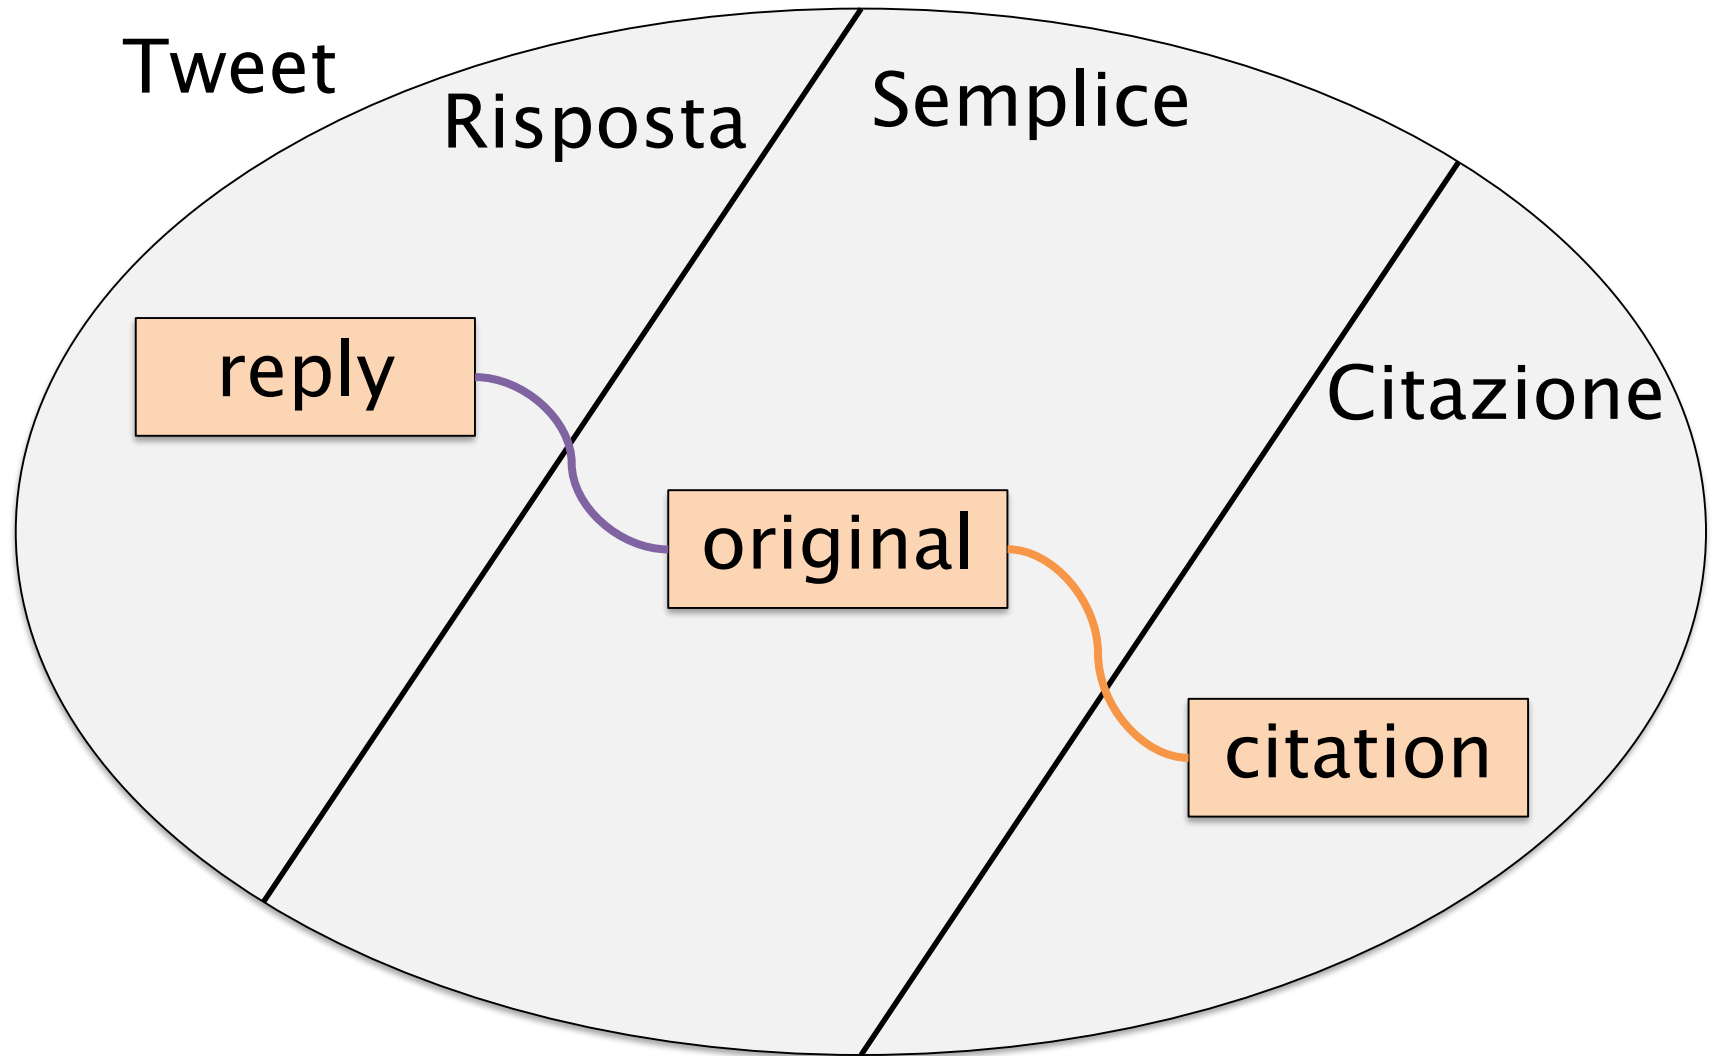 Tweet
Risposta
Semplice
reply
Citazione
original
citation